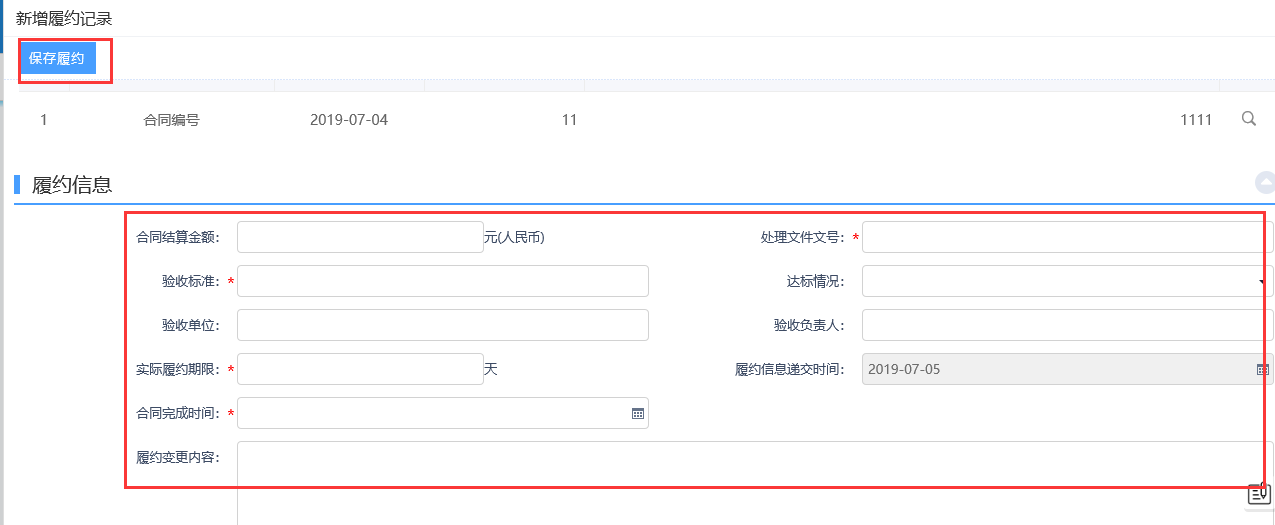 新增履约记录
保存履约
1 合同编号 2019-07-04 11 1111
履约信息
合同结算金额： 元(人民币) 处理文件文号： *
验收标准： * 达标情况：
验收单位： 验收负责人：
实际履约期限： * 天 履约信息递交时间： 2019-07-05
合同完成时间： *
履约变更内容：